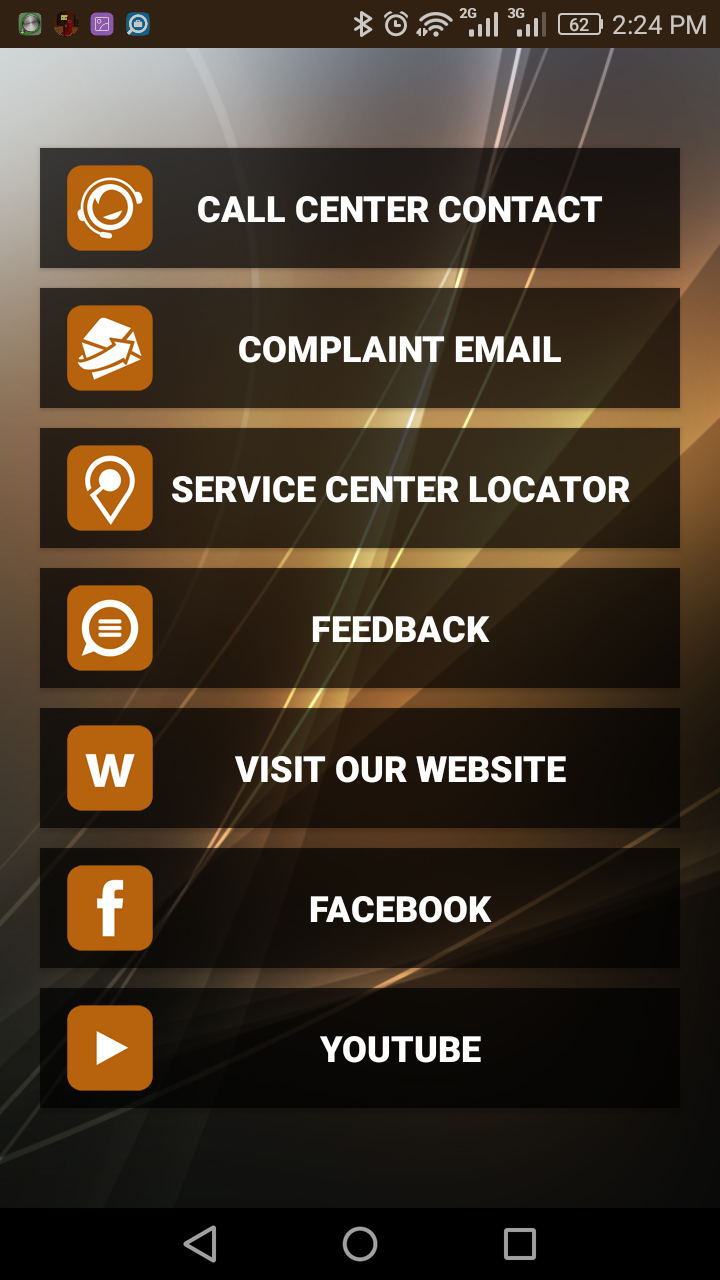 2G 3G 62 2:24 PM
CALL CENTER CONTACT
COMPLAINT EMAIL
SERVICE CENTER LOCATOR
FEEDBACK
W VISIT OUR WEBSITE
f FACEBOOK
YOUTUBE